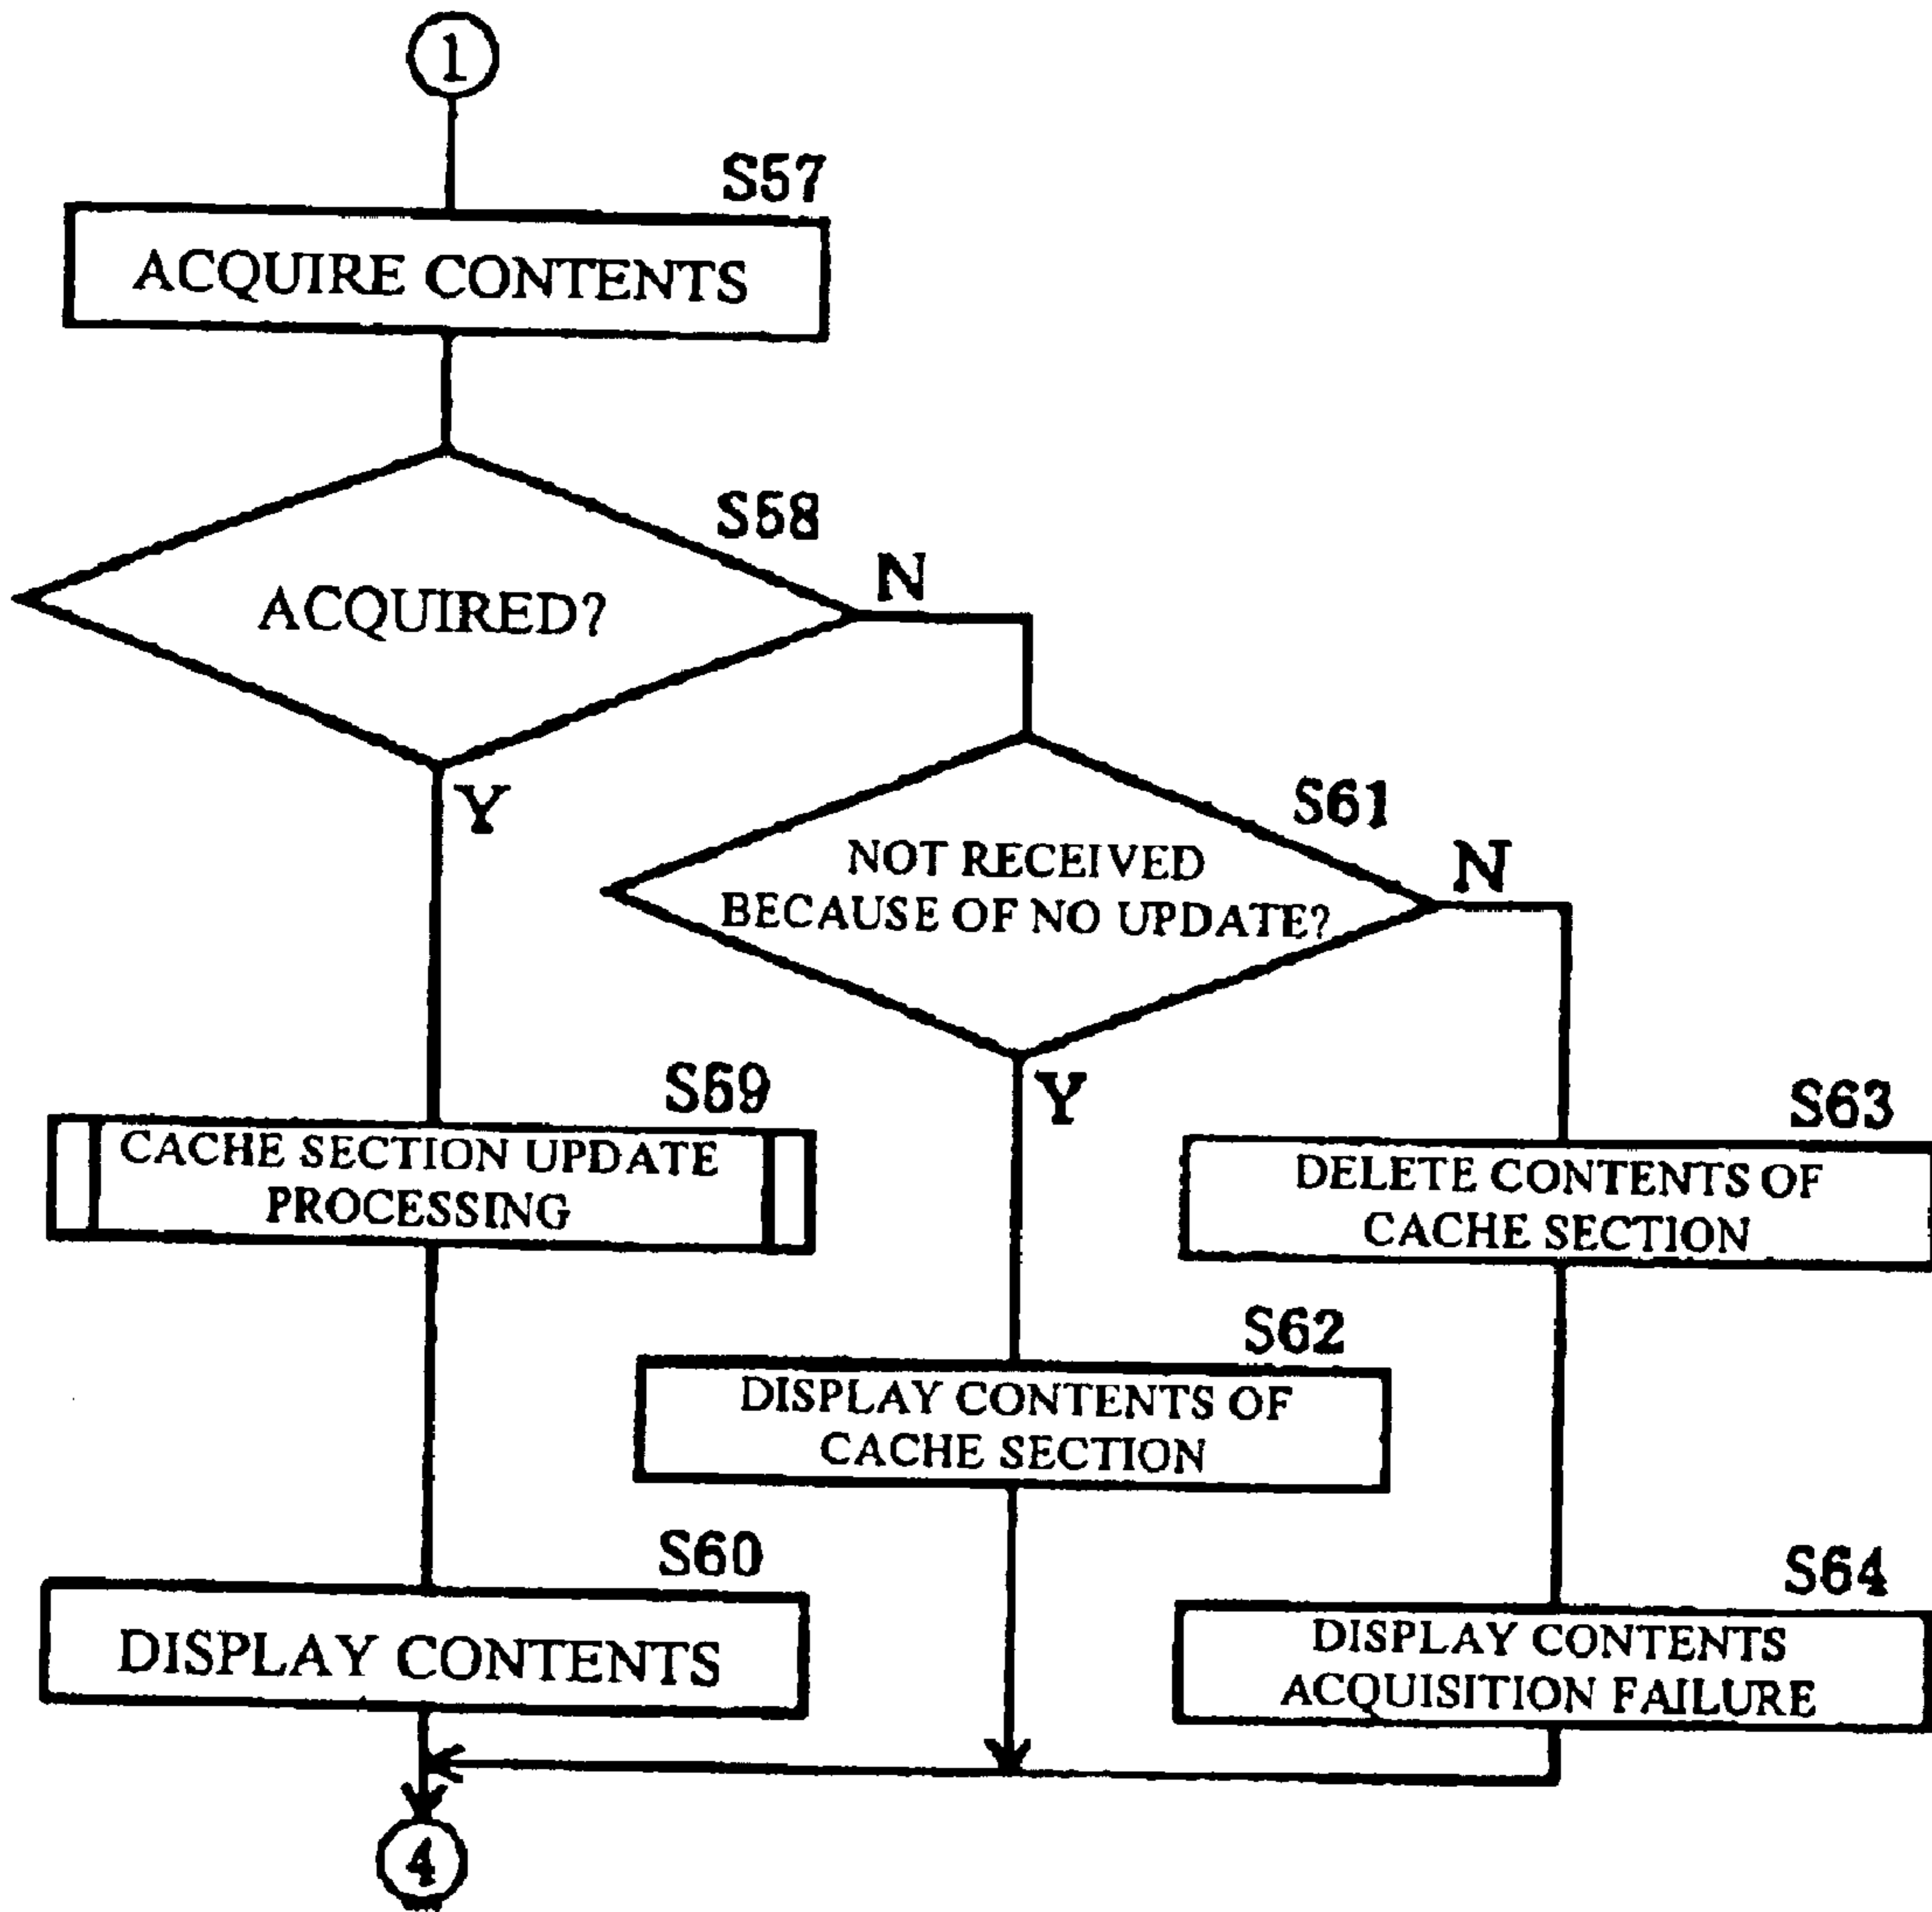 1
S57
ACQUIRE CONTENTS
S58
ACQUIRED?
N
Y
S61
NOT RECEIVED
BECAUSE OF NO UPDATE?
N
Y
S69
CACHE SECTION UPDATE
PROCESSING
S63
DELETE CONTENTS OF
CACHE SECTION
S62
DISPLAY CONTENTS OF
CACHE SECTION
S60
DISPLAY CONTENTS
S64
DISPLAY CONTENTS
ACQUISITION FAILURE
4